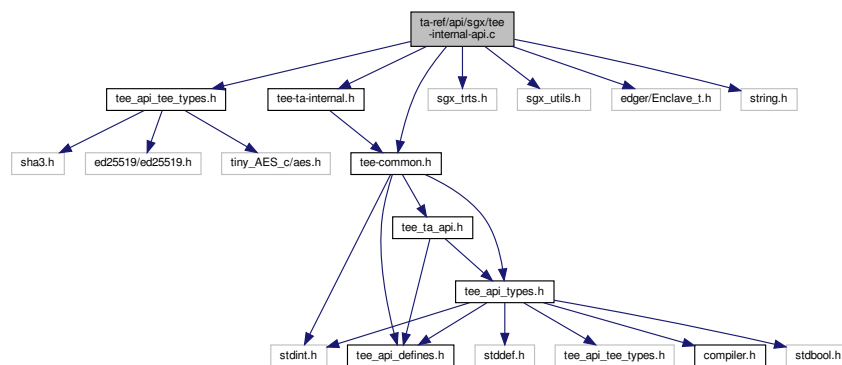 ta-ref/api/sgx/tee
-internal-api.c
tee_api_tee_types.h
tee-ta-internal.h
sgx_trts.h
sgx_utils.h
edger/Enclave_t.h
string.h
sha3.h
ed25519/ed25519.h
tiny_AES_c/aes.h
tee-common.h
tee_ta_api.h
tee_api_types.h
stdint.h
tee_api_defines.h
stddef.h
tee_api_tee_types.h
compiler.h
stdbool.h